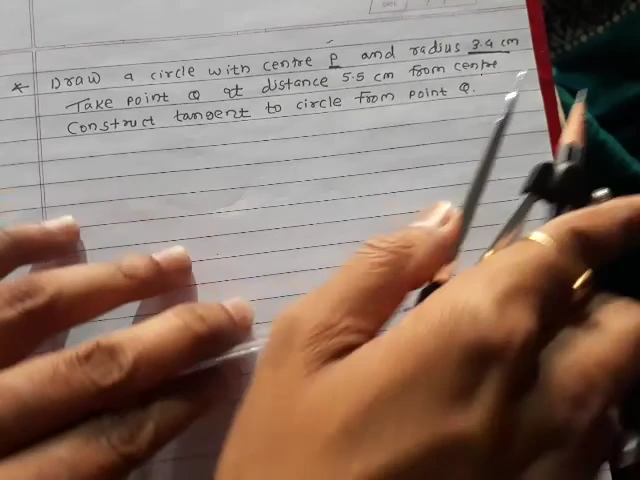 * Draw a circle with centre P and radius 3.4 cm
Take point Q at distance 5.5 cm from centre
Construct tangent to circle from point Q.